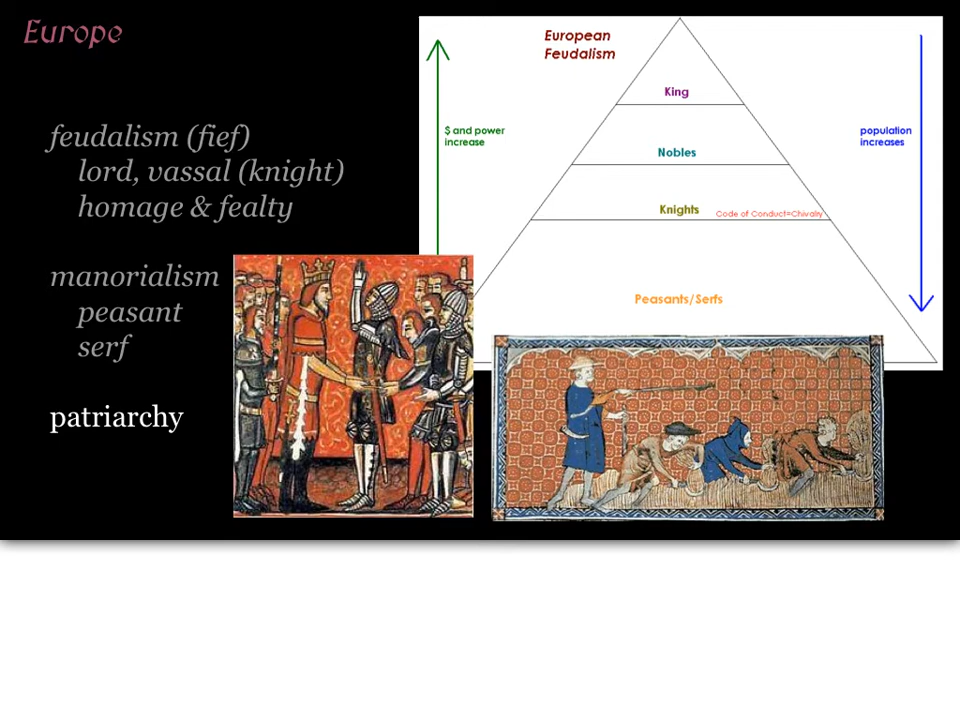 Europe
feudalism (fief)
lord, vassal (knight)
homage & fealty
manorialism
peasant
serf
patriarchy
European
Feudalism
King
$ and power
increase
population
increases
Nobles
Knights
Code of Conduct=Chivalry
Peasants/Serfs